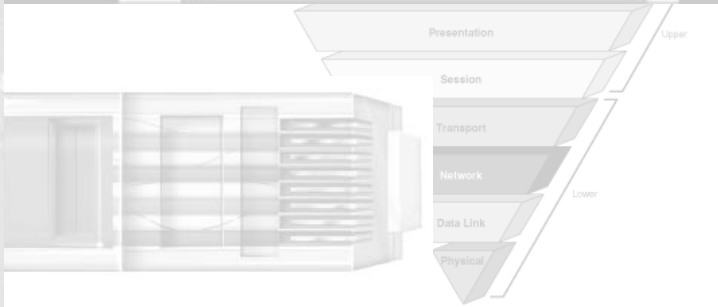 Presentation
Upper
Session
Transport
Network
Lower
Data Link
Physical